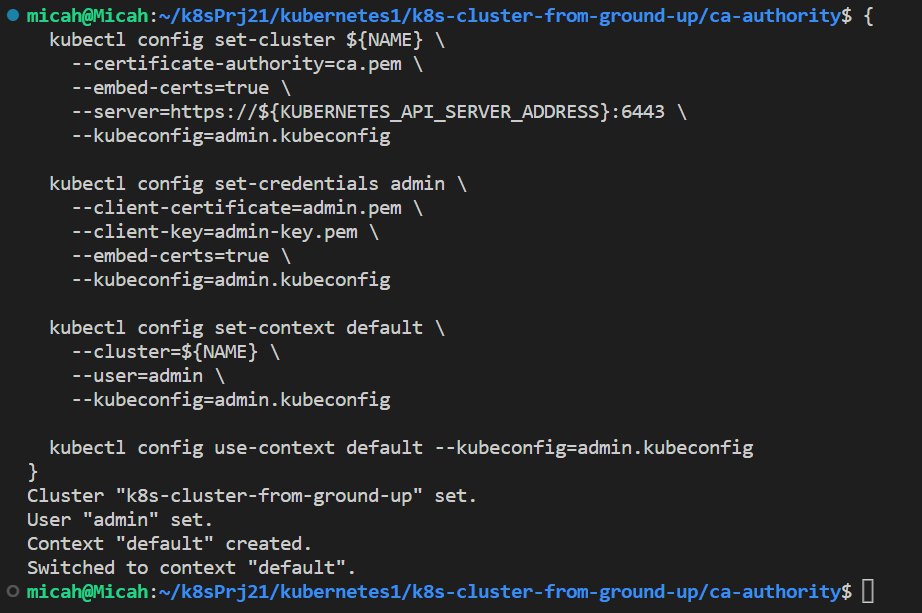 micah@Micah:~/k8sPrj21/kubernetes1/k8s-cluster-from-ground-up/ca-authority$ {
  kubectl config set-cluster ${NAME} \
    --certificate-authority=ca.pem \
    --embed-certs=true \
    --server=https://${KUBERNETES_API_SERVER_ADDRESS}:6443 \
    --kubeconfig=admin.kubeconfig

  kubectl config set-credentials admin \
    --client-certificate=admin.pem \
    --client-key=admin-key.pem \
    --embed-certs=true \
    --kubeconfig=admin.kubeconfig

  kubectl config set-context default \
    --cluster=${NAME} \
    --user=admin \
    --kubeconfig=admin.kubeconfig

  kubectl config use-context default --kubeconfig=admin.kubeconfig
}
Cluster "k8s-cluster-from-ground-up" set.
User "admin" set.
Context "default" created.
Switched to context "default".
micah@Micah:~/k8sPrj21/kubernetes1/k8s-cluster-from-ground-up/ca-authority$